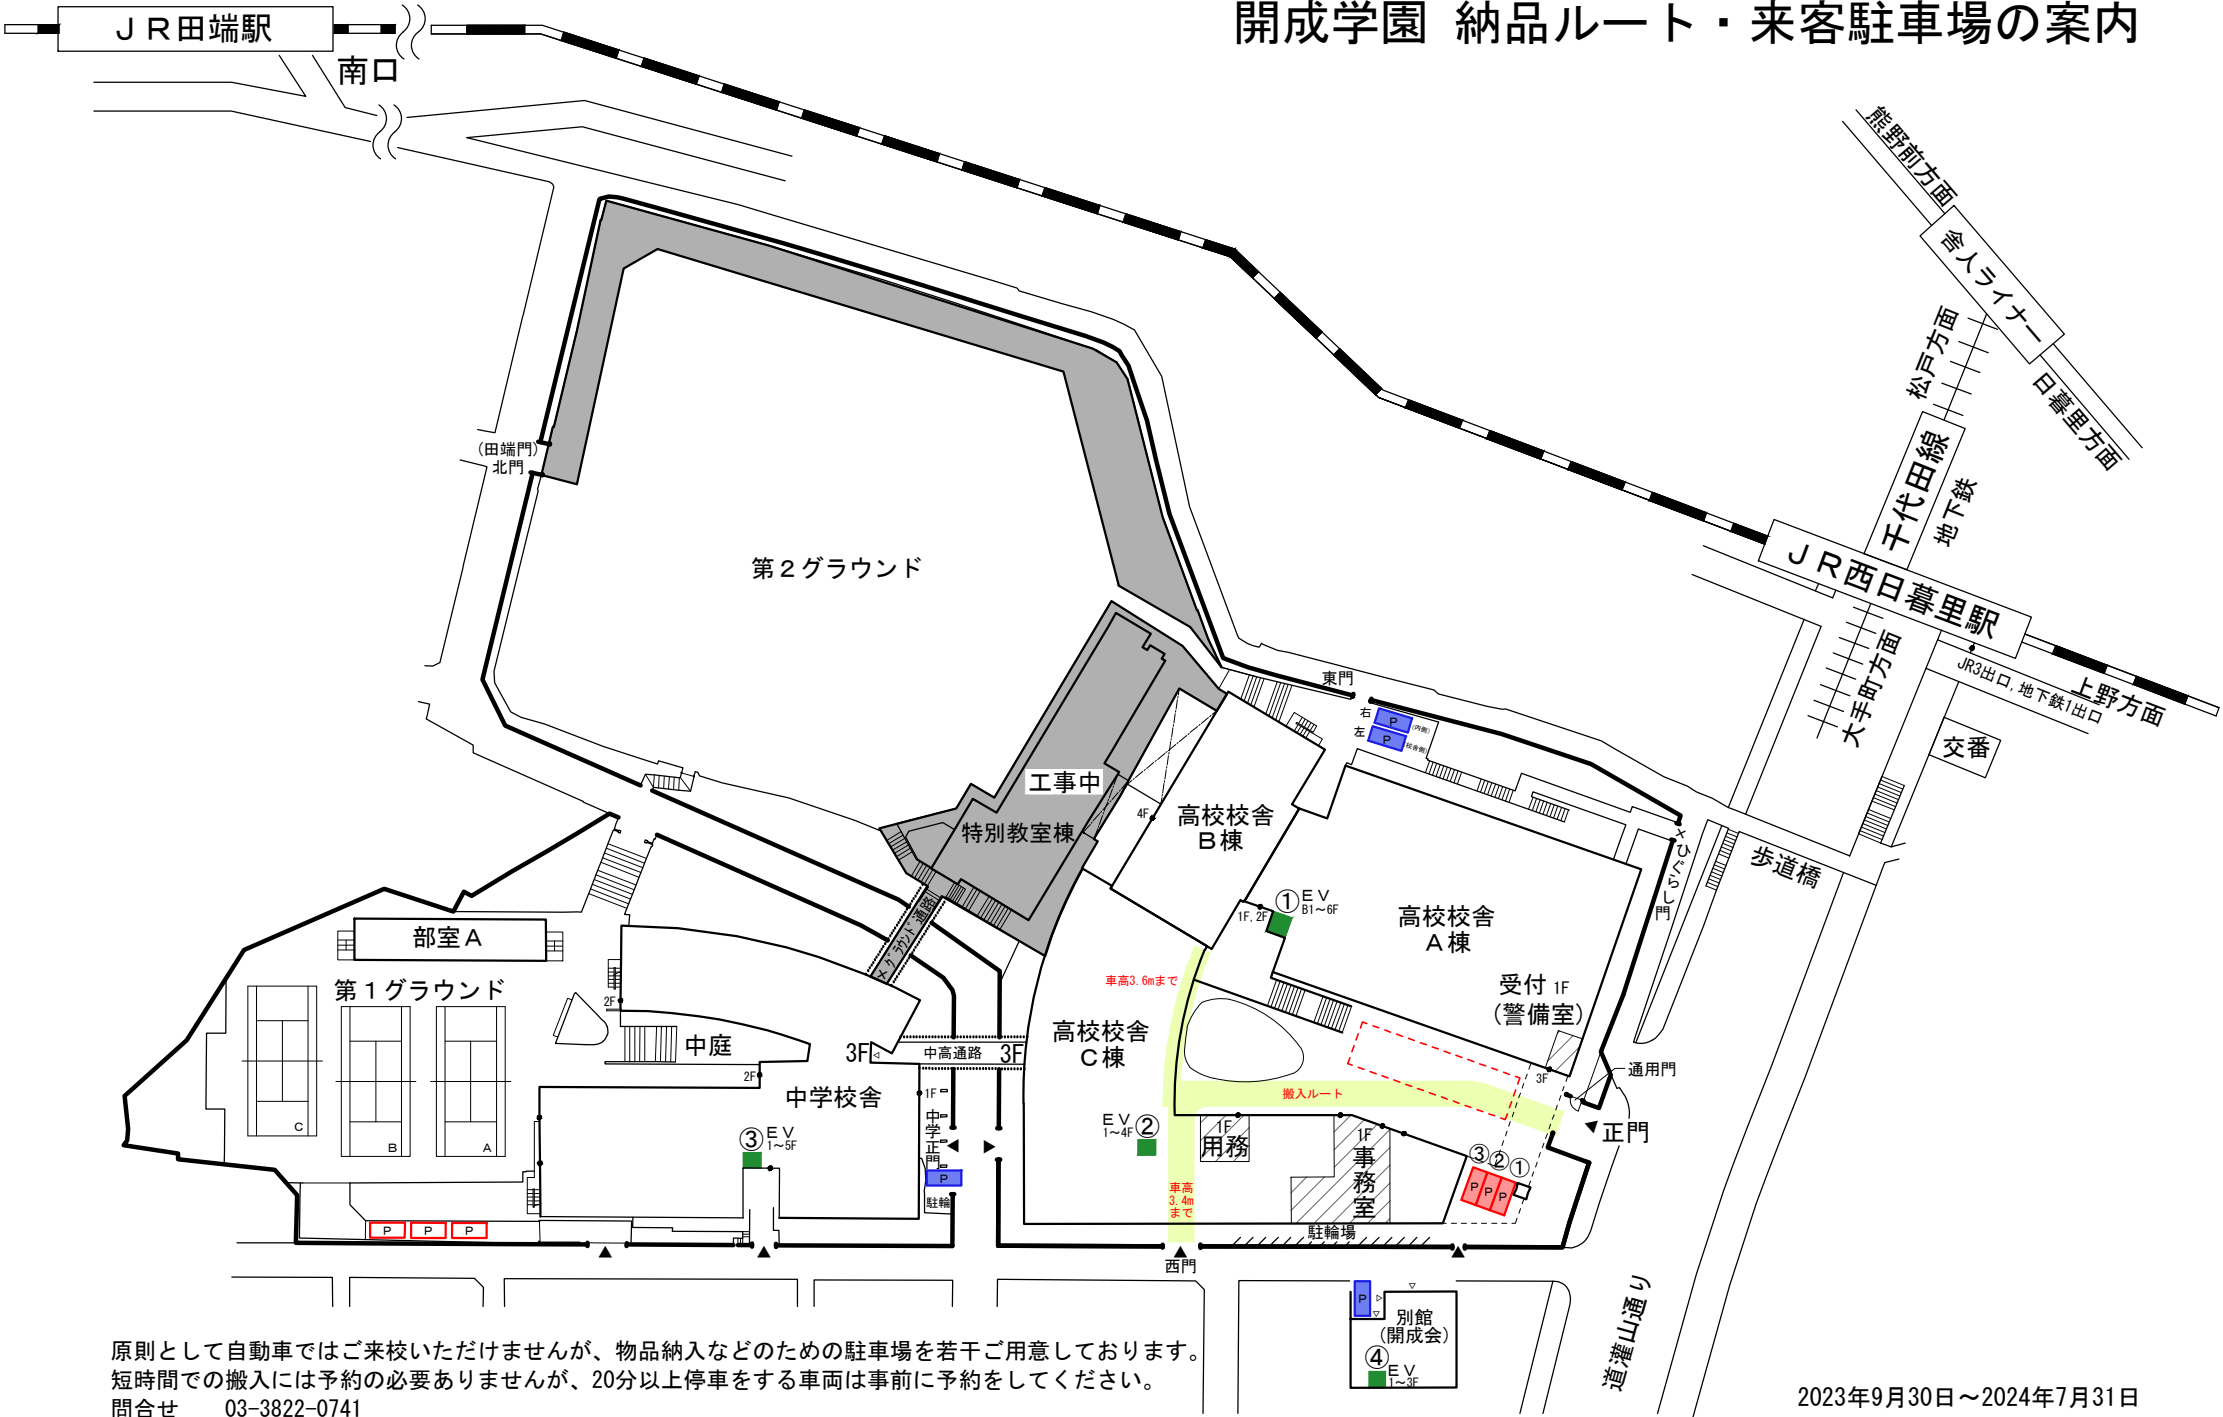 開成学園 納品ルート・来客駐車場の案内
ＪＲ田端駅
南口
熊野前方面
舎人ライナー
日暮里方面
松戸方面
千代田線
地下鉄
ＪＲ西日暮里駅
大手町方面
JR3出口,地下鉄1出口
上野方面
交番
歩道橋
(田端門)
北門
第２グラウンド
東門
右
P
(内側)
左
P
(校舎側)
工事中
特別教室棟
4F
高校校舎
Ｂ棟
×ひぐらし門
①ＥＶ
B1～6F
1F,2F
高校校舎
Ａ棟
受付 1F
(警備室)
部室Ａ
×グラウンド通路
第１グラウンド
車高3.6mまで
高校校舎
Ｃ棟
2F
中庭
3F
中高通路
3F
2F
中学校舎
1F
中学正門
通用門
3F
搬入ルート
正門
C
B
A
③ＥＶ
1～5F
ＥＶ②
1～4F
1F
用務
1F
事務室
③②①
P P P
P
駐輪
車高
3.4m
まで
駐輪場
P P P
西門
P
別館
(開成会)
④ＥＶ
1～3F
道灌山通り
原則として自動車ではご来校いただけませんが、物品納入などのための駐車場を若干ご用意しております。
短時間での搬入には予約の必要ありませんが、20分以上停車をする車両は事前に予約をしてください。
問合せ　　03-3822-0741
2023年9月30日～2024年7月31日